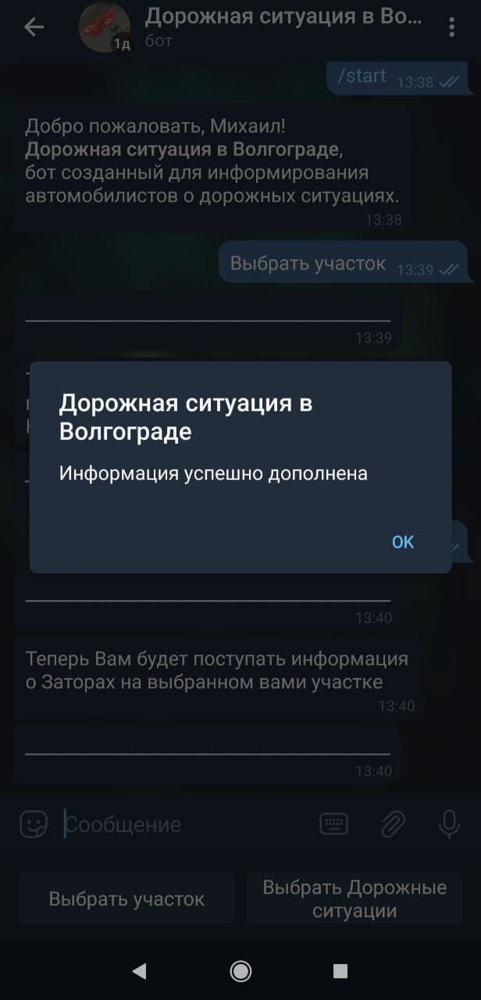 Дорожная ситуация в Во...
1д
бот
/start 13:38
Добро пожаловать, Михаил!
Дорожная ситуация в Волгограде,
бот созданный для информирования
автомобилистов о дорожных ситуациях.
13:38
Выбрать участок 13:39
13:39
Дорожная ситуация в
Волгограде
Информация успешно дополнена
OK
13:40
Теперь Вам будет поступать информация
о Заторах на выбранном вами участке
13:40
13:40
Сообщение
Выбрать участок
Выбрать Дорожные
ситуации